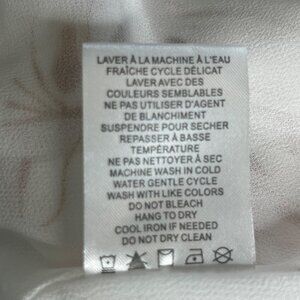 LAVER À LA MACHINE À L'EAU
FRAÎCHE CYCLE DÉLICAT
LAVER AVEC DES
COULEURS SEMBLABLES
NE PAS UTILISER D'AGENT
DE BLANCHIMENT
SUSPENDRE POUR SECHER
REPASSER À BASSE
TEMPÉRATURE
NE PAS NETTOYER À SEC
MACHINE WASH IN COLD
WATER GENTLE CYCLE
WASH WITH LIKE COLORS
DO NOT BLEACH
HANG TO DRY
COOL IRON IF NEEDED
DO NOT DRY CLEAN